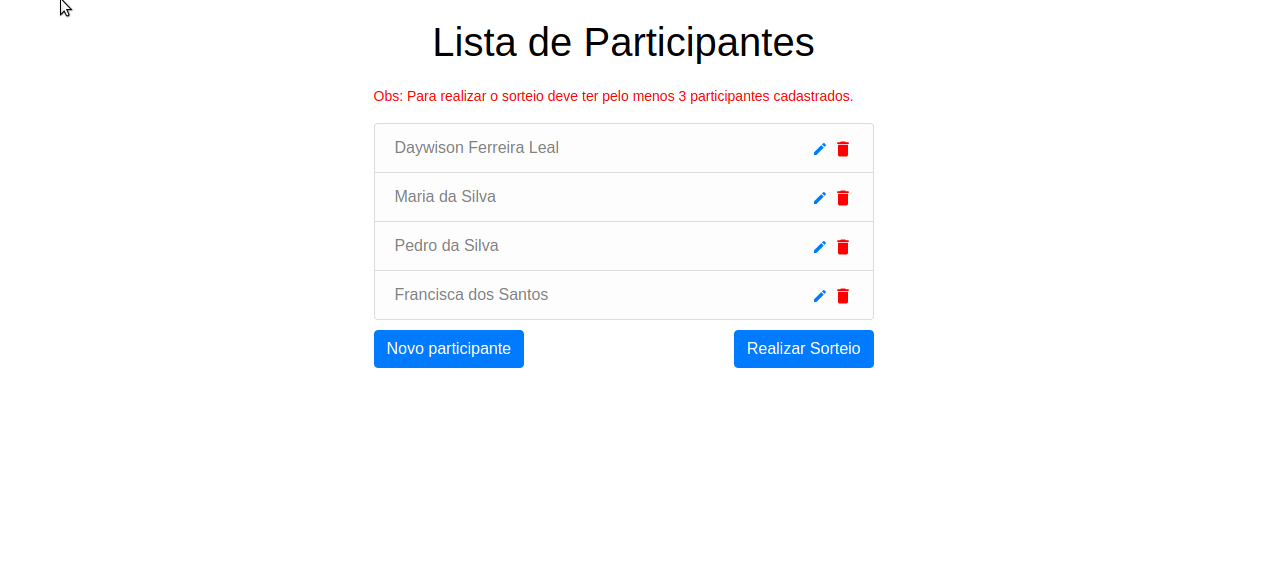 Lista de Participantes
Obs: Para realizar o sorteio deve ter pelo menos 3 participantes cadastrados.
Daywison Ferreira Leal
Maria da Silva
Pedro da Silva
Francisca dos Santos
Novo participante
Realizar Sorteio